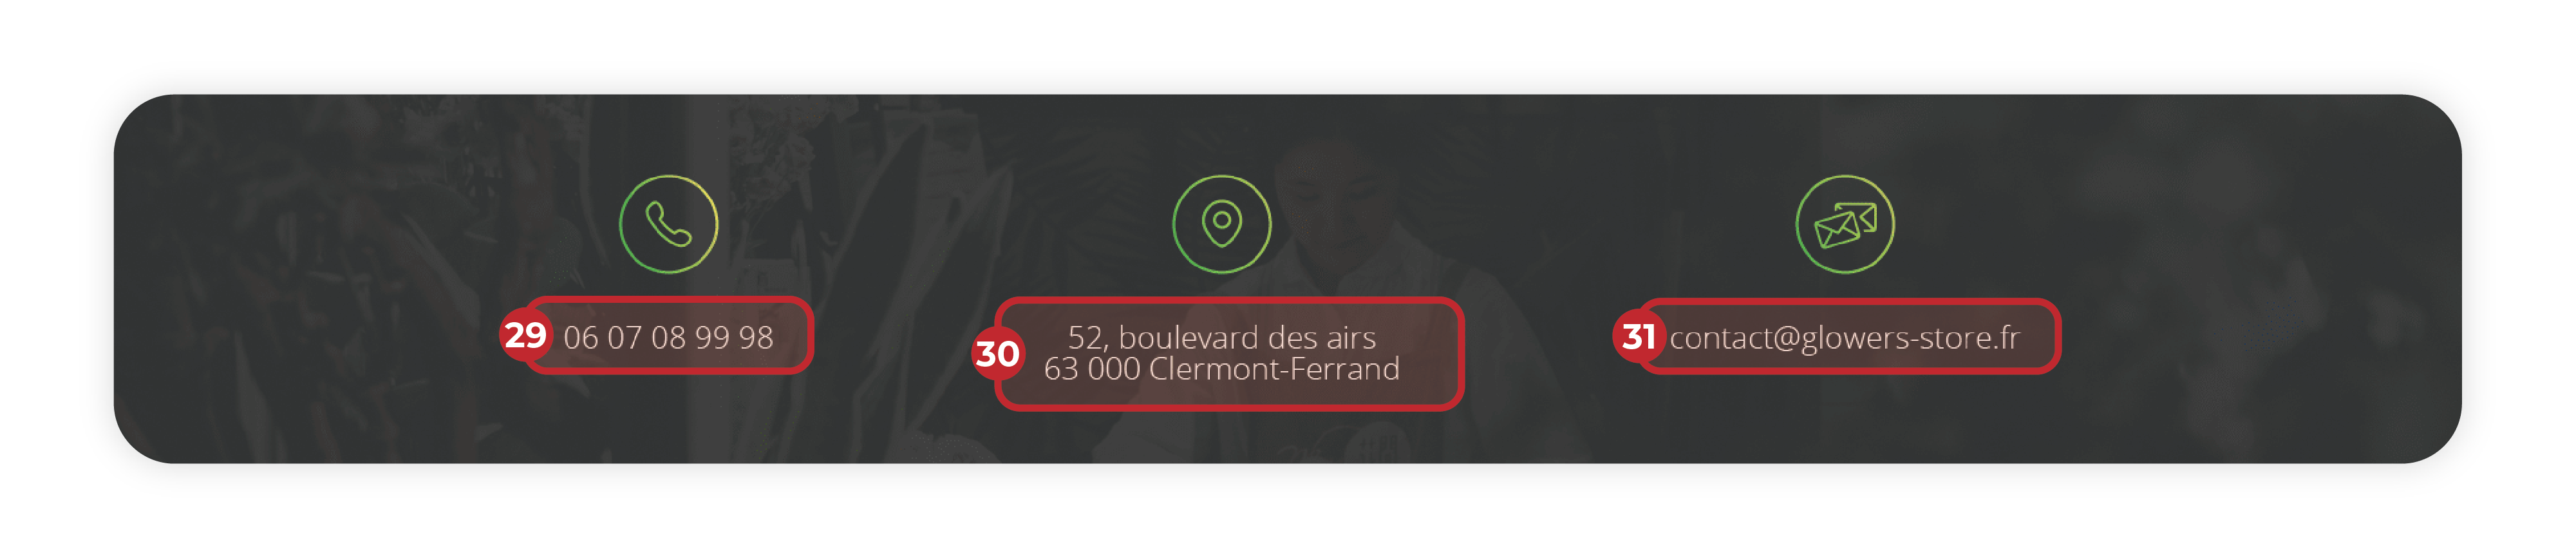 29 06 07 08 99 98
30 52, boulevard des airs
63 000 Clermont-Ferrand
31 contact@glowers-store.fr